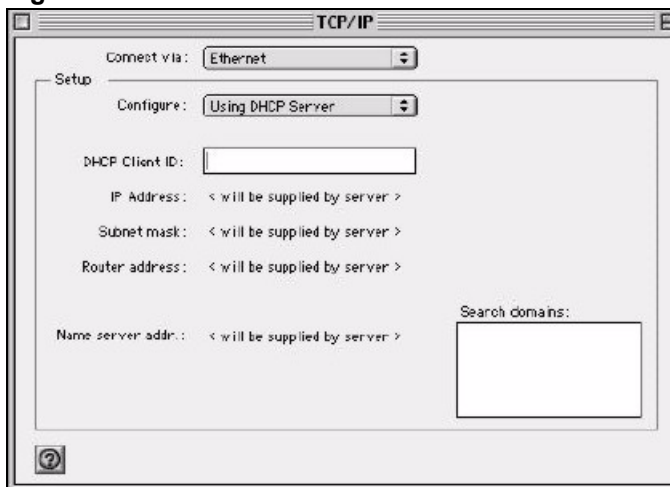 TCP/IP
Connect via: Ethernet
Setup
Configure: Using DHCP Server
DHCP Client ID:
IP Address: < will be supplied by server >
Subnet mask: < will be supplied by server >
Router address: < will be supplied by server >
Search domains:
Name server addr.: < will be supplied by server >